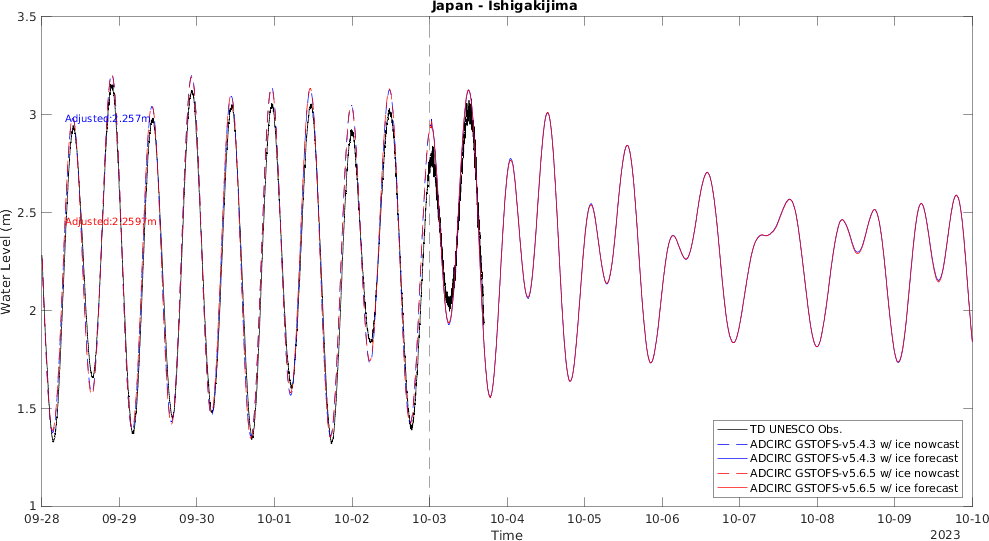 Japan - Ishigakijima
3.5
3
2.5
2
1.5
1
Water Level (m)
Adjusted:2.257m
Adjusted:2.2597m
TD UNESCO Obs.
ADCIRC GSTOFS-v5.4.3 w/ ice nowcast
ADCIRC GSTOFS-v5.4.3 w/ ice forecast
ADCIRC GSTOFS-v5.6.5 w/ ice nowcast
ADCIRC GSTOFS-v5.6.5 w/ ice forecast
09-28 09-29 09-30 10-01 10-02 10-03 10-04 10-05 10-06 10-07 10-08 10-09 10-10
Time
2023